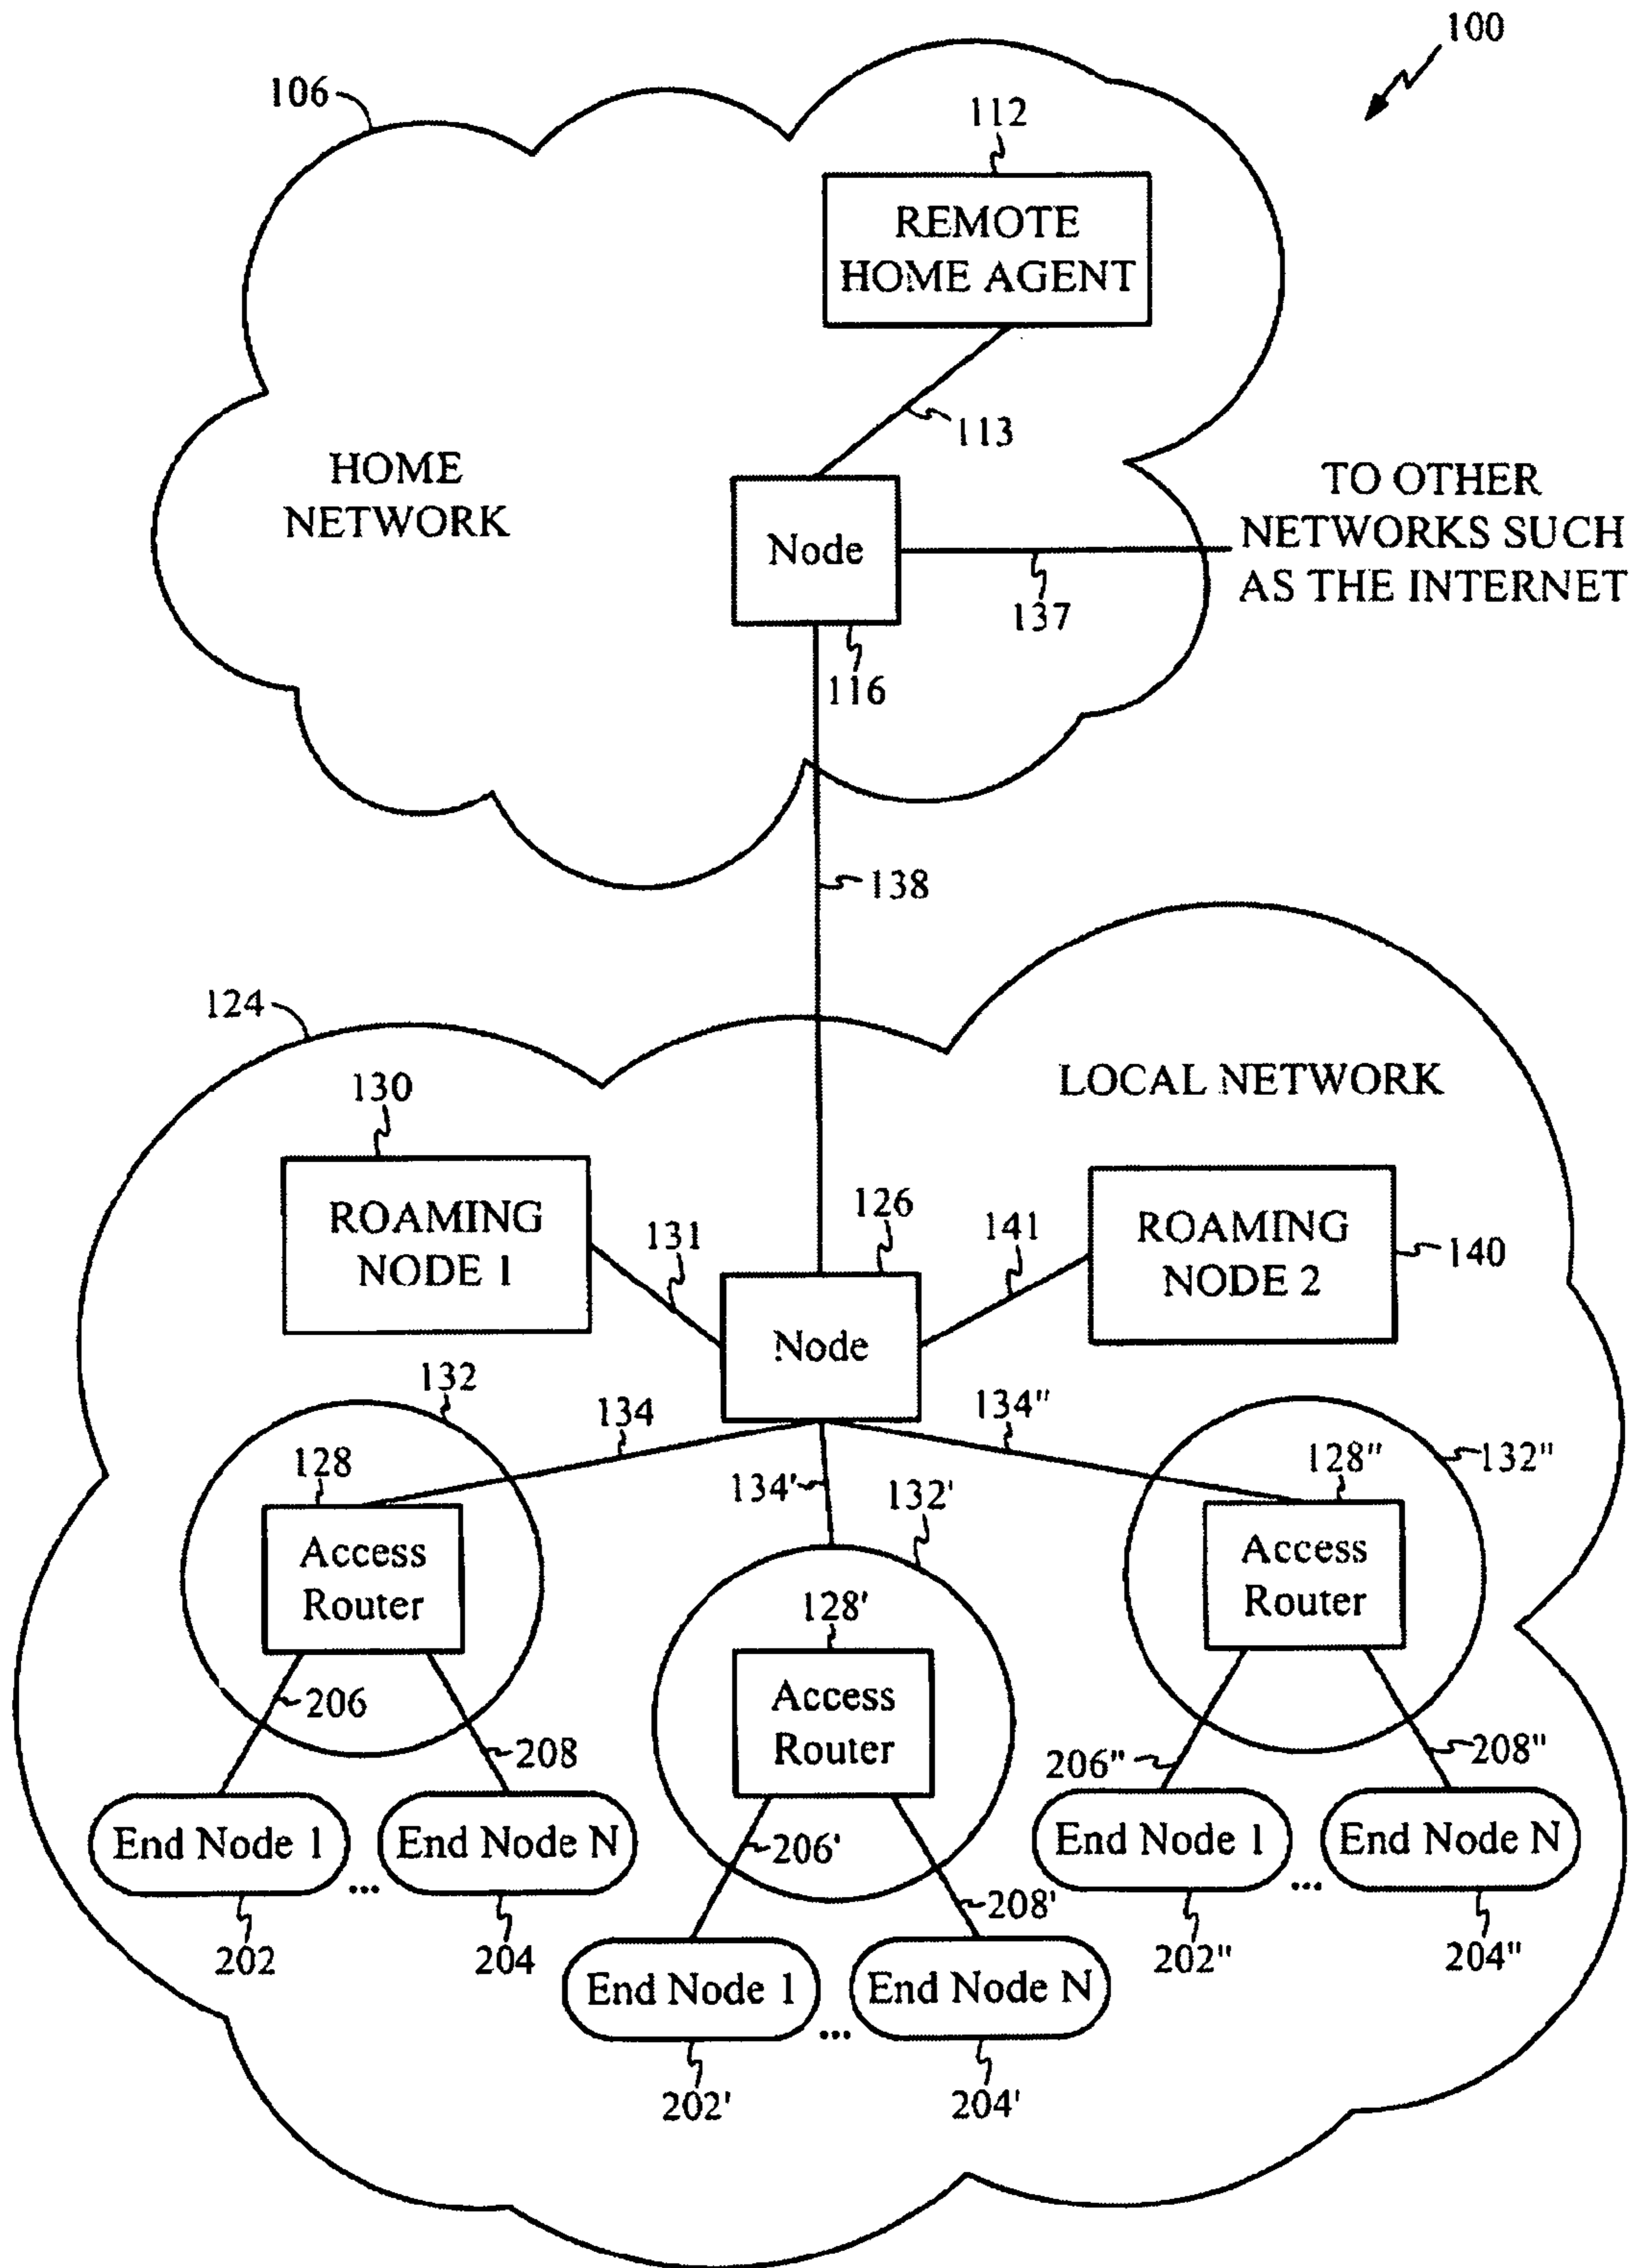 100
106
112
REMOTE
HOME AGENT
113
HOME
NETWORK
Node
TO OTHER
NETWORKS SUCH
AS THE INTERNET
137
116
138
124
LOCAL NETWORK
130
ROAMING
NODE 1
131
126
141
ROAMING
NODE 2
140
Node
132
134
134"
128
134'
132'
128"
132"
Access
Router
Access
Router
128'
Access
Router
206
208
206"
208"
End Node 1
...
End Node N
206'
208'
End Node 1
...
End Node N
202
204
202"
204"
End Node 1
...
End Node N
202'
204'